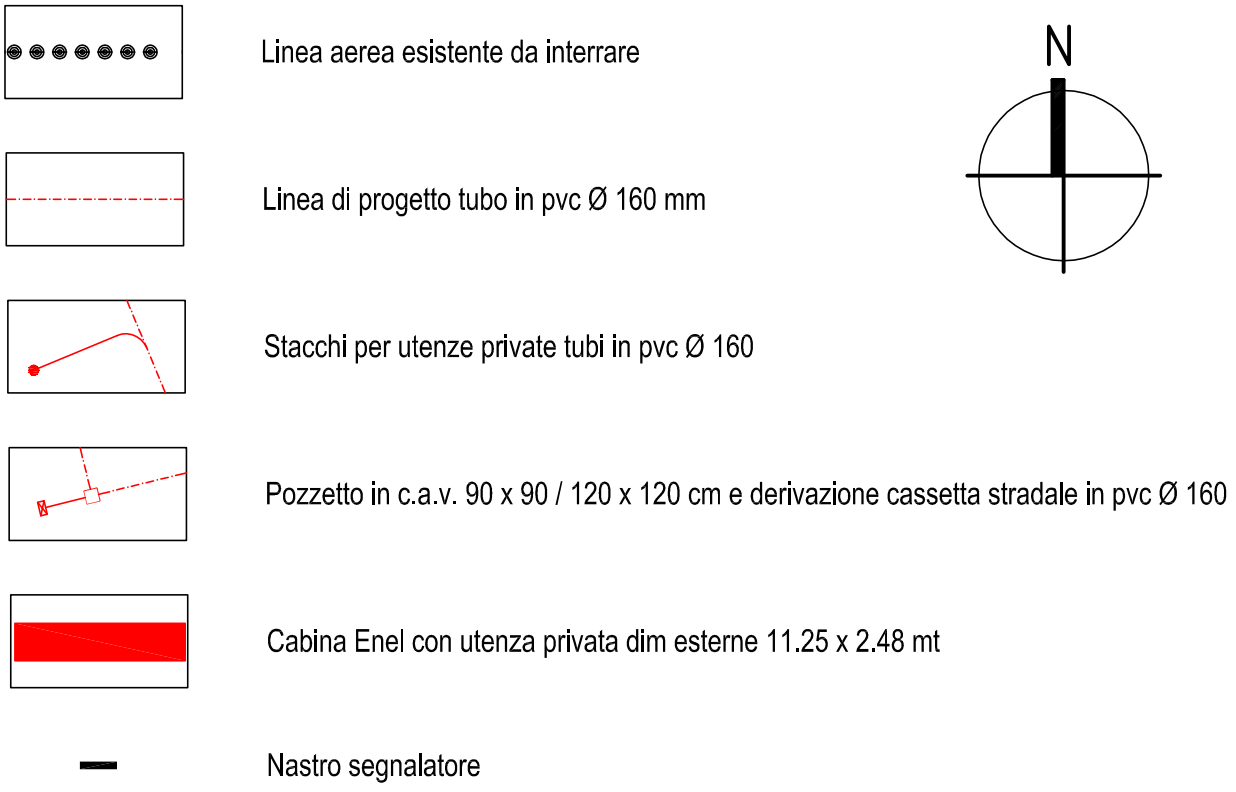 Linea aerea esistente da interrare
N
Linea di progetto tubo in pvc Ø 160 mm
Stacchi per utenze private tubi in pvc Ø 160
Pozzetto in c.a.v. 90 x 90 / 120 x 120 cm e derivazione cassetta stradale in pvc Ø 160
Cabina Enel con utenza privata dim esterne 11.25 x 2.48 mt
Nastro segnalatore